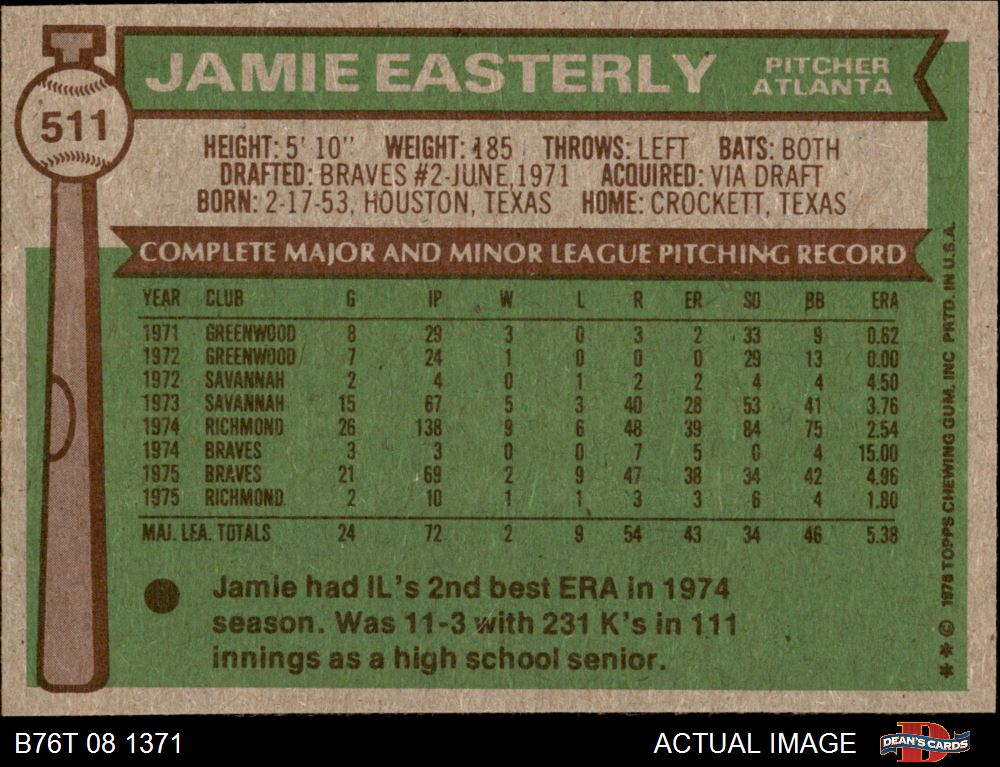 JAMIE EASTERLY
PITCHER
ATLANTA
511
HEIGHT: 5' 10" WEIGHT: 185 THROWS: LEFT BATS: BOTH
DRAFTED: BRAVES #2-JUNE, 1971 ACQUIRED: VIA DRAFT
BORN: 2-17-53, HOUSTON, TEXAS HOME: CROCKETT, TEXAS
COMPLETE MAJOR AND MINOR LEAGUE PITCHING RECORD
YEAR CLUB G IP W L R ER SO BB ERA
1971 GREENWOOD 8 29 3 0 3 2 33 9 0.62
1972 GREENWOOD 7 24 1 0 0 0 29 13 0.00
1972 SAVANNAH 2 4 0 1 2 2 4 4 4.50
1973 SAVANNAH 15 67 5 3 40 28 53 41 3.76
1974 RICHMOND 26 138 9 6 48 39 84 75 2.54
1974 BRAVES 3 3 0 0 7 5 0 4 15.00
1975 BRAVES 21 69 2 9 47 38 34 42 4.96
1975 RICHMOND 2 10 1 1 3 3 6 4 1.80
MAJ. LEA. TOTALS 24 72 2 9 54 43 34 46 5.38
Jamie had IL's 2nd best ERA in 1974
season. Was 11-3 with 231 K's in 111
innings as a high school senior.
* * © 1976 TOPPS CHEWING GUM, INC PRTD. IN U.S.A.
B76T 08 1371
ACTUAL IMAGE
DEAN'S CARDS